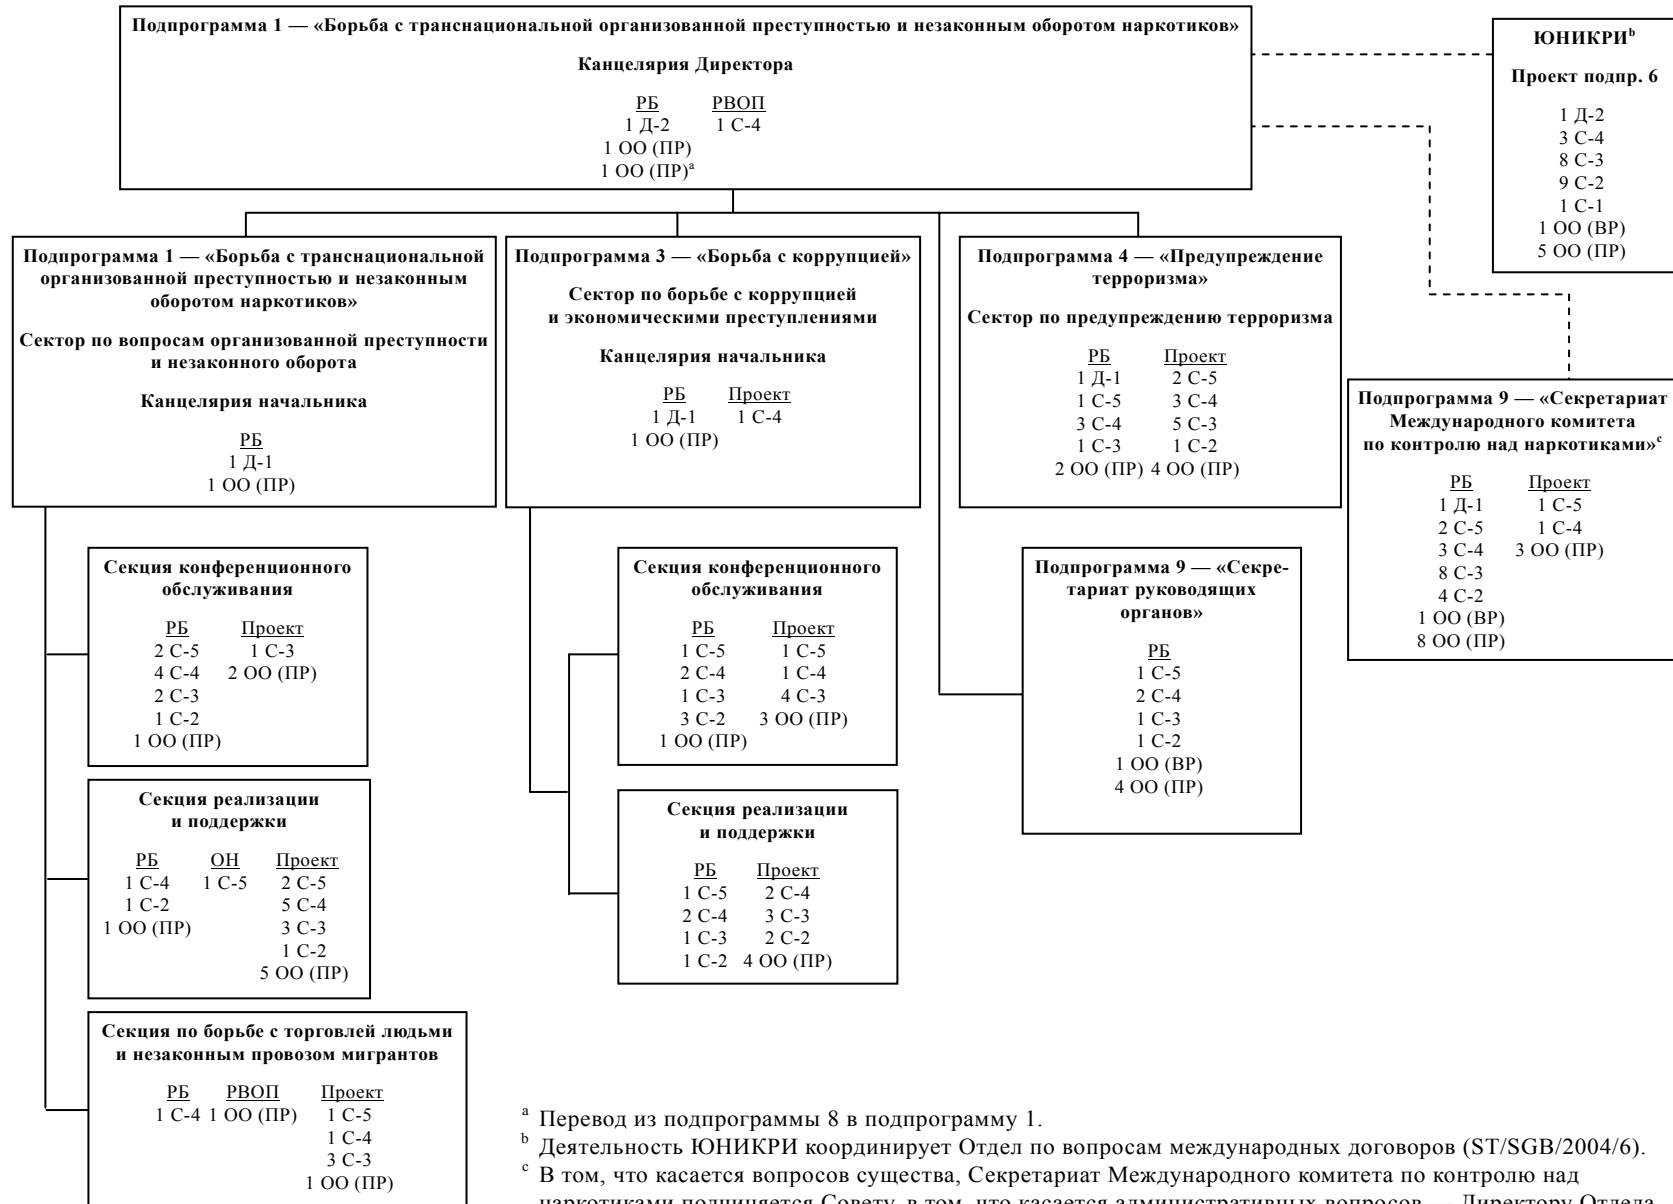 Подпрограмма 1 — «Борьба с транснациональной организованной преступностью и незаконным оборотом наркотиков»
Канцелярия Директора
РБ РВОП
1 Д-2 1 С-4
1 ОО (ПР)
1 ОО (ПР)ᵃ
ЮНИКРИᵇ
Проект подпр. 6
1 Д-2
3 С-4
8 С-3
9 С-2
1 С-1
1 ОО (ВР)
5 ОО (ПР)
Подпрограмма 1 — «Борьба с транснациональной
организованной преступностью и незаконным
оборотом наркотиков»
Сектор по вопросам организованной преступности
и незаконного оборота
Канцелярия начальника
РБ
1 Д-1
1 ОО (ПР)
Подпрограмма 3 — «Борьба с коррупцией»
Сектор по борьбе с коррупцией
и экономическими преступлениями
Канцелярия начальника
РБ Проект
1 Д-1 1 С-4
1 ОО (ПР)
Подпрограмма 4 — «Предупреждение
терроризма»
Сектор по предупреждению терроризма
РБ Проект
1 Д-1 2 С-5
1 С-5 3 С-4
3 С-4 5 С-3
1 С-3 1 С-2
2 ОО (ПР) 4 ОО (ПР)
Подпрограмма 9 — «Секретариат
Международного комитета
по контролю над наркотиками»ᶜ
РБ Проект
1 Д-1 1 С-5
2 С-5 1 С-4
3 С-4 3 ОО (ПР)
8 С-3
4 С-2
1 ОО (ВР)
8 ОО (ПР)
Секция конференционного
обслуживания
РБ Проект
2 С-5 1 С-3
4 С-4 2 ОО (ПР)
2 С-3
1 С-2
1 ОО (ПР)
Секция реализации
и поддержки
РБ ОН Проект
1 С-4 1 С-5 2 С-5
1 С-2 5 С-4
1 ОО (ПР) 3 С-3
1 С-2
5 ОО (ПР)
Секция по борьбе с торговлей людьми
и незаконным провозом мигрантов
РБ РВОП Проект
1 С-4 1 ОО (ПР) 1 С-5
1 С-4
3 С-3
1 ОО (ПР)
Секция конференционного
обслуживания
РБ Проект
1 С-5 1 С-5
2 С-4 1 С-4
1 С-3 4 С-3
3 С-2 3 ОО (ПР)
1 ОО (ПР)
Секция реализации
и поддержки
РБ Проект
1 С-5 2 С-4
2 С-4 3 С-3
1 С-3 2 С-2
1 С-2 4 ОО (ПР)
Подпрограмма 9 — «Секре-
тариат руководящих
органов»
РБ
1 С-5
2 С-4
1 С-3
1 С-2
1 ОО (ВР)
4 ОО (ПР)
ᵃ Перевод из подпрограммы 8 в подпрограмму 1.
ᵇ Деятельность ЮНИКРИ координирует Отдел по вопросам международных договоров (ST/SGB/2004/6).
ᶜ В том, что касается вопросов существа, Секретариат Международного комитета по контролю над
наркотиками подчиняется Совету, в том, что касается административных вопросов — Директору Отдела